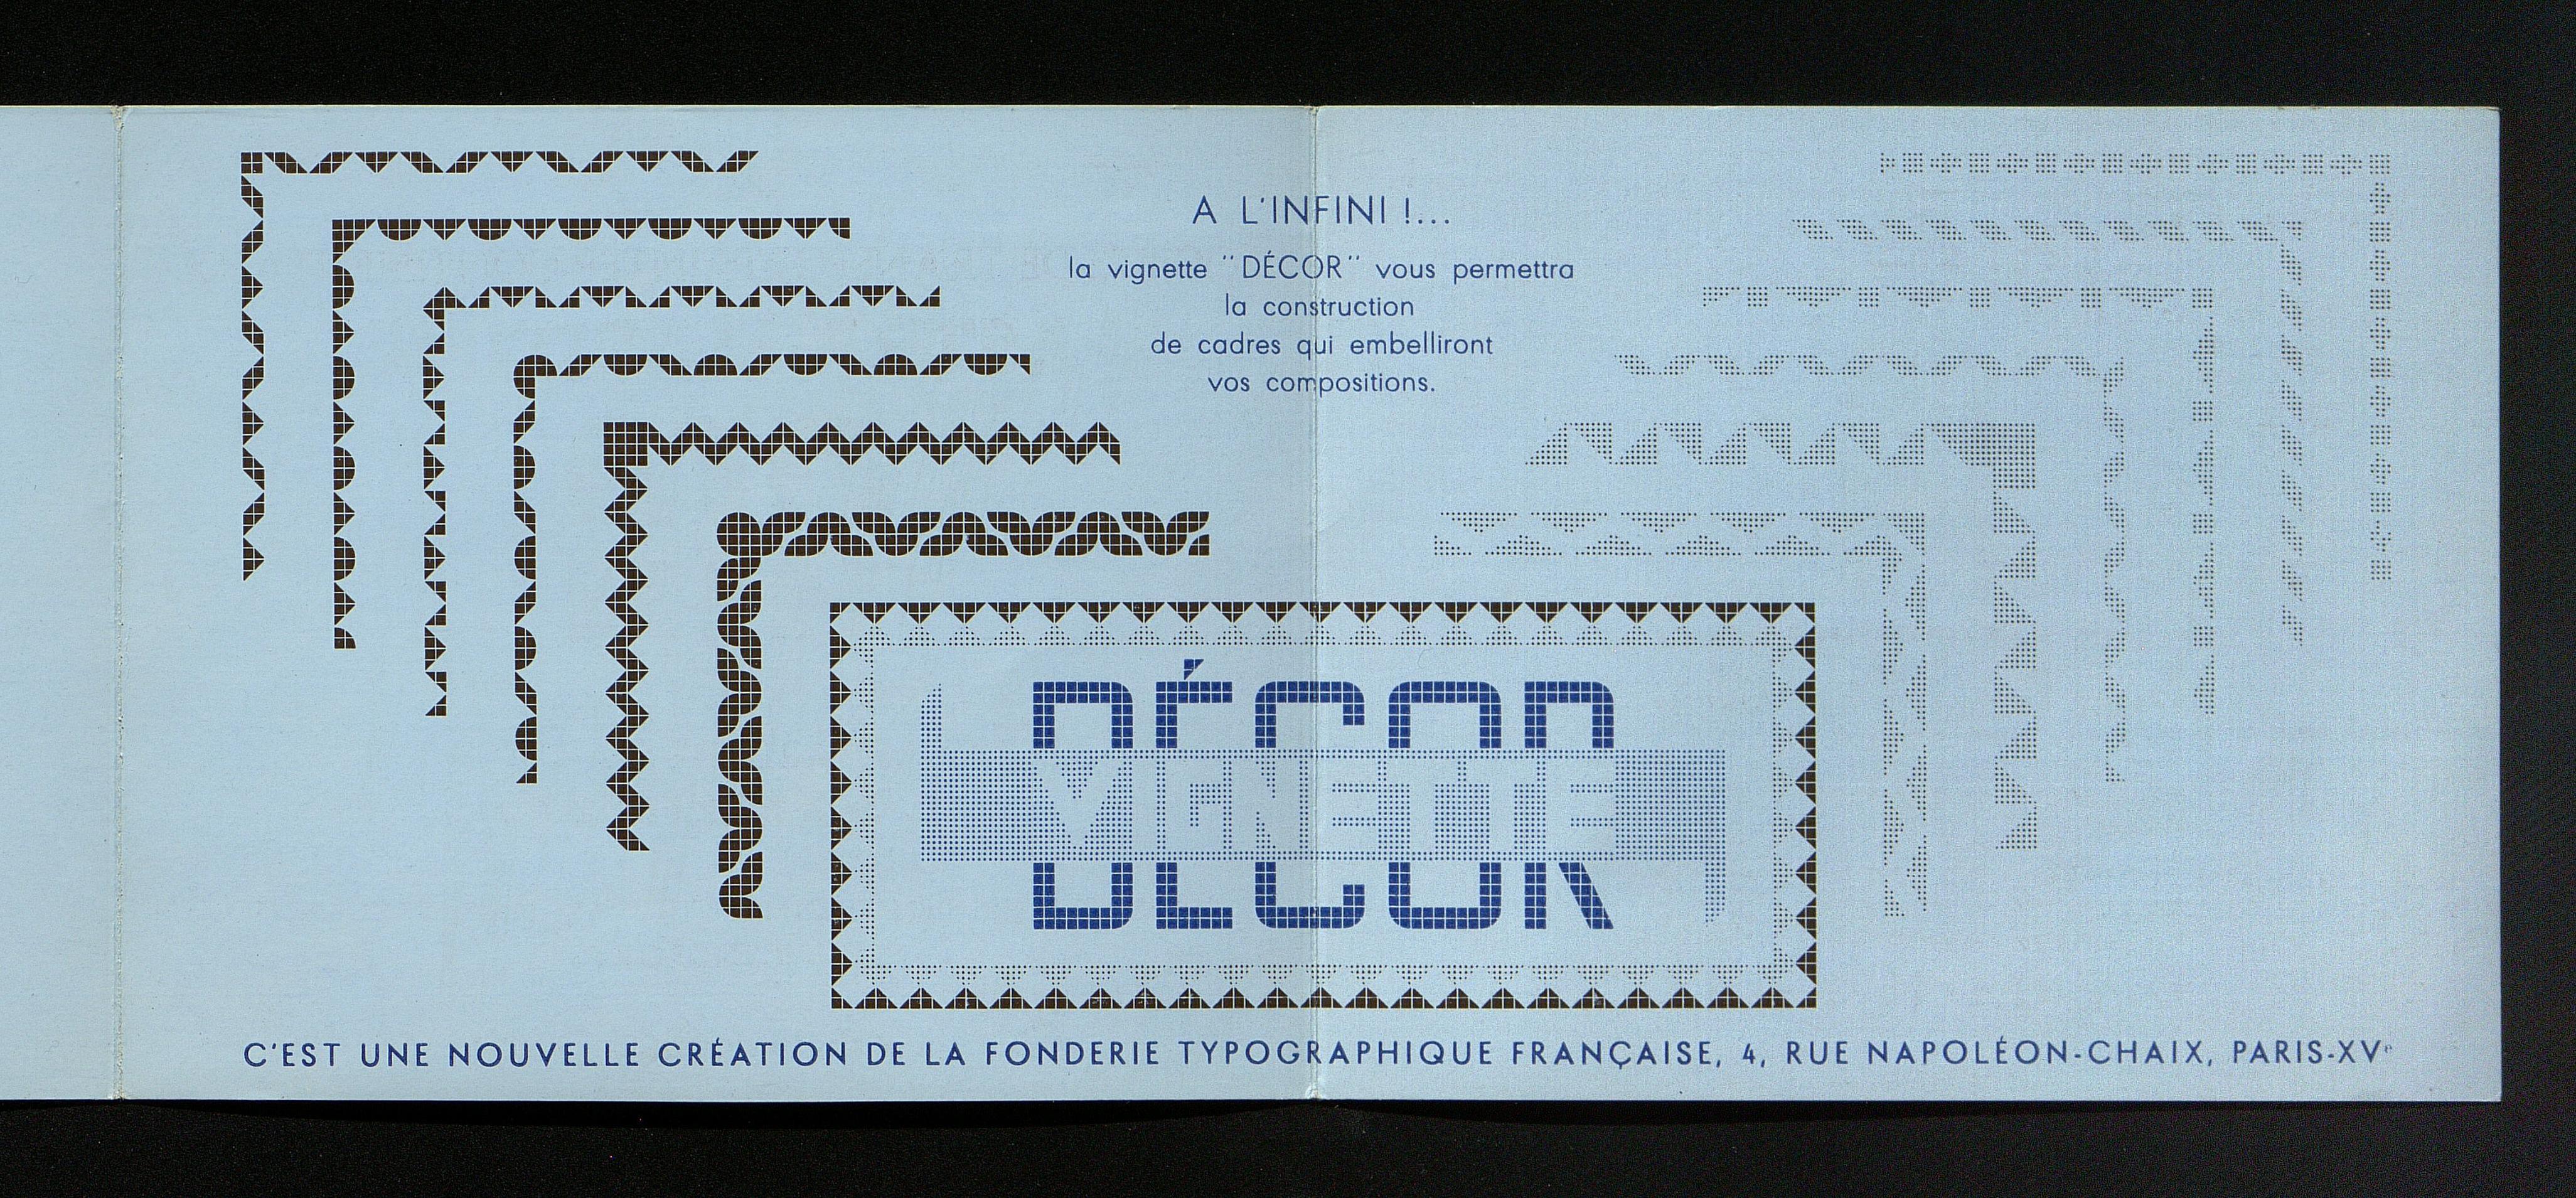 A L'INFINI !...
la vignette "DÉCOR" vous permettra
la construction
de cadres qui embelliront
vos compositions.
DÉCOR
VIGNETTE
DÉCOR
C'EST UNE NOUVELLE CRÉATION DE LA FONDERIE TYPOGRAPHIQUE FRANÇAISE, 4, RUE NAPOLÉON-CHAIX, PARIS-XVe